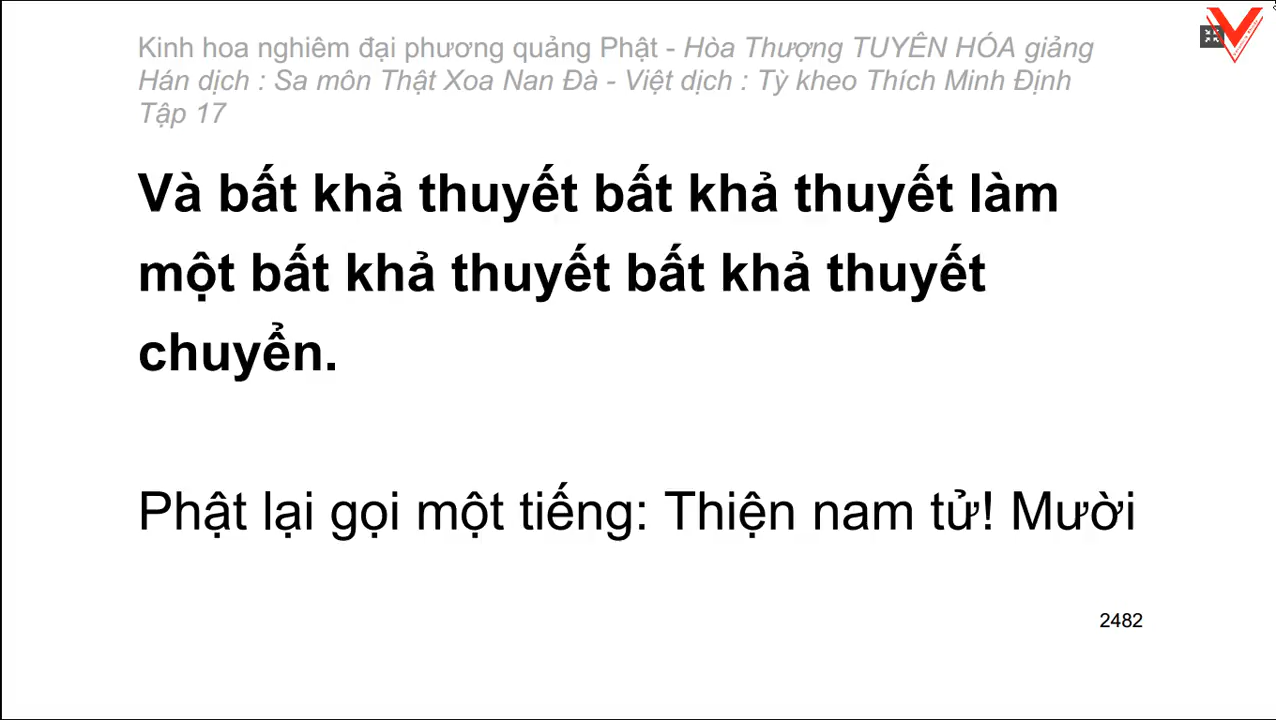 Kinh hoa nghiêm đại phương quảng Phật - Hòa Thượng TUYÊN HÓA giảng
Hán dịch : Sa môn Thật Xoa Nan Đà - Việt dịch : Tỳ kheo Thích Minh Định
Tập 17
Và bất khả thuyết bất khả thuyết làm
một bất khả thuyết bất khả thuyết
chuyển.
Phật lại gọi một tiếng: Thiện nam tử! Mười
2482